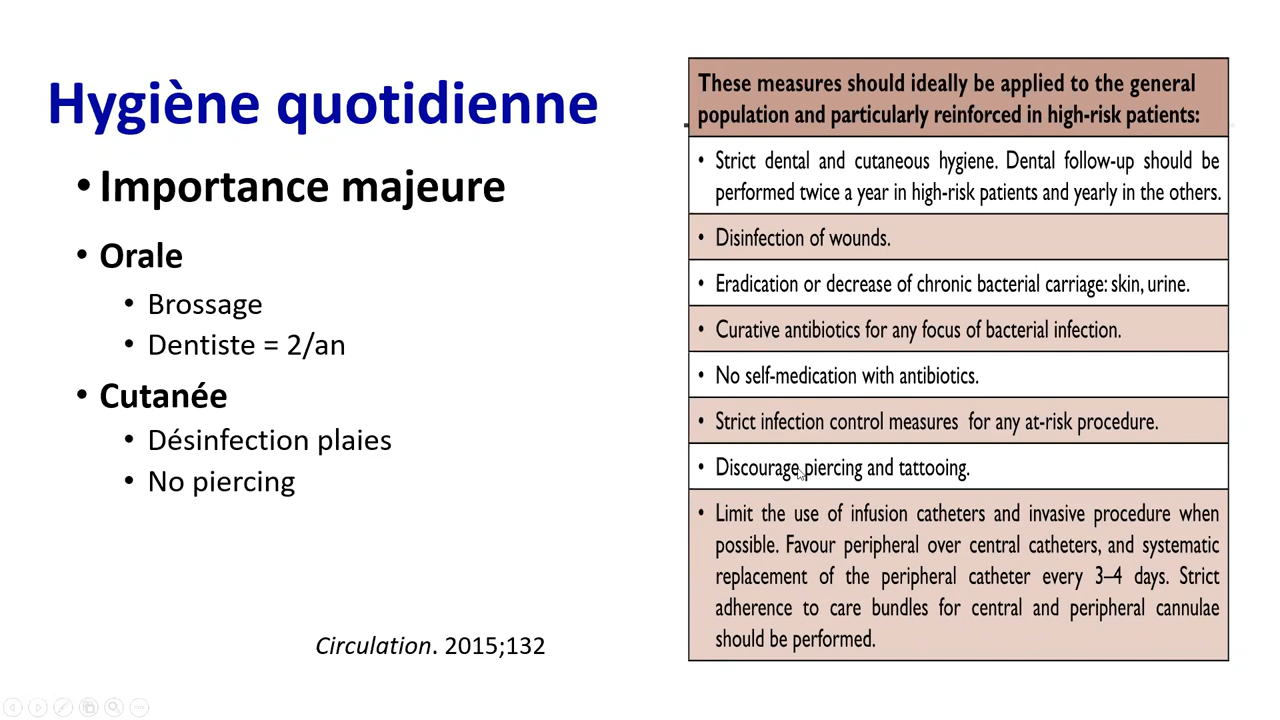 Hygiène quotidienne
• Importance majeure
• Orale
• Brossage
• Dentiste = 2/an
• Cutanée
• Désinfection plaies
• No piercing
Circulation. 2015;132
These measures should ideally be applied to the general
population and particularly reinforced in high-risk patients:
• Strict dental and cutaneous hygiene. Dental follow-up should be
performed twice a year in high-risk patients and yearly in the others.
• Disinfection of wounds.
• Eradication or decrease of chronic bacterial carriage: skin, urine.
• Curative antibiotics for any focus of bacterial infection.
• No self-medication with antibiotics.
• Strict infection control measures for any at-risk procedure.
• Discourage piercing and tattooing.
• Limit the use of infusion catheters and invasive procedure when
possible. Favour peripheral over central catheters, and systematic
replacement of the peripheral catheter every 3–4 days. Strict
adherence to care bundles for central and peripheral cannulae
should be performed.